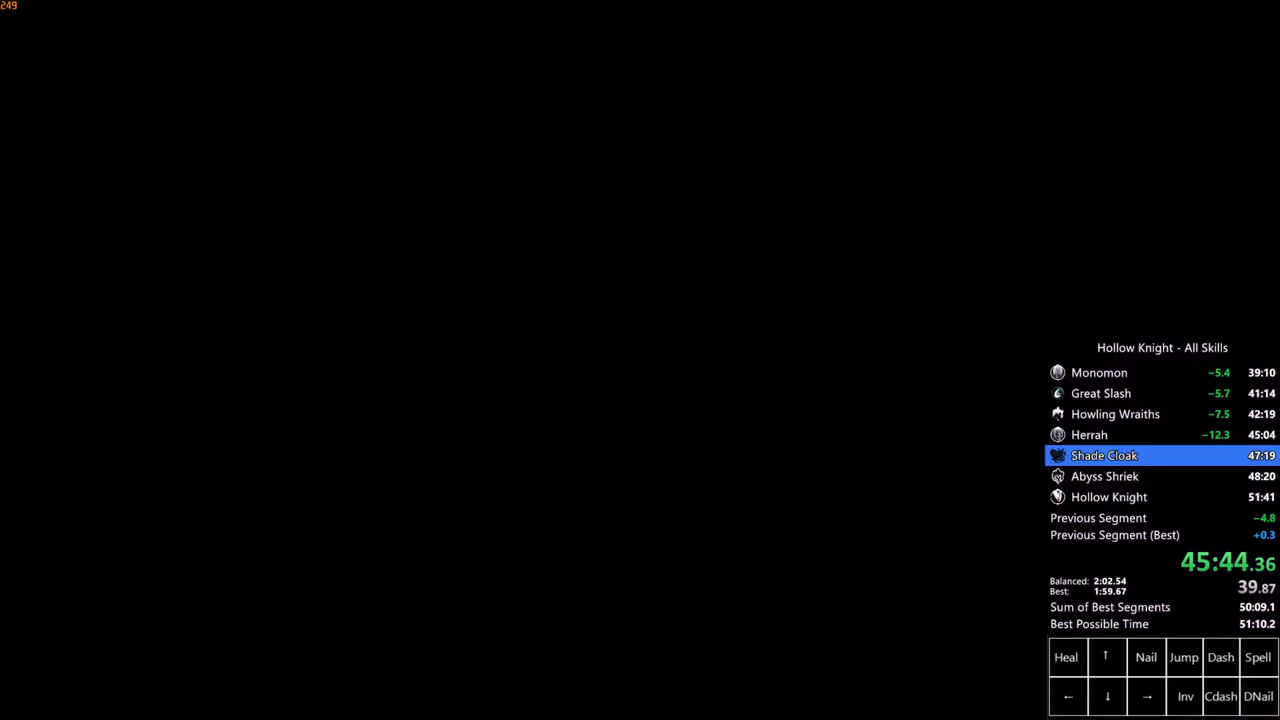 249
Hollow Knight - All Skills
Monomon −5.4 39:10
Great Slash −5.7 41:14
Howling Wraiths −7.5 42:19
Herrah −12.3 45:04
Shade Cloak 47:19
Abyss Shriek 48:20
Hollow Knight 51:41
Previous Segment −4.8
Previous Segment (Best) +0.3
45:44.36
Balanced: 2:02.54
Best: 1:59.67
39.87
Sum of Best Segments 50:09.1
Best Possible Time 51:10.2
Heal ↑ Nail Jump Dash Spell
← ↓ → Inv Cdash DNail